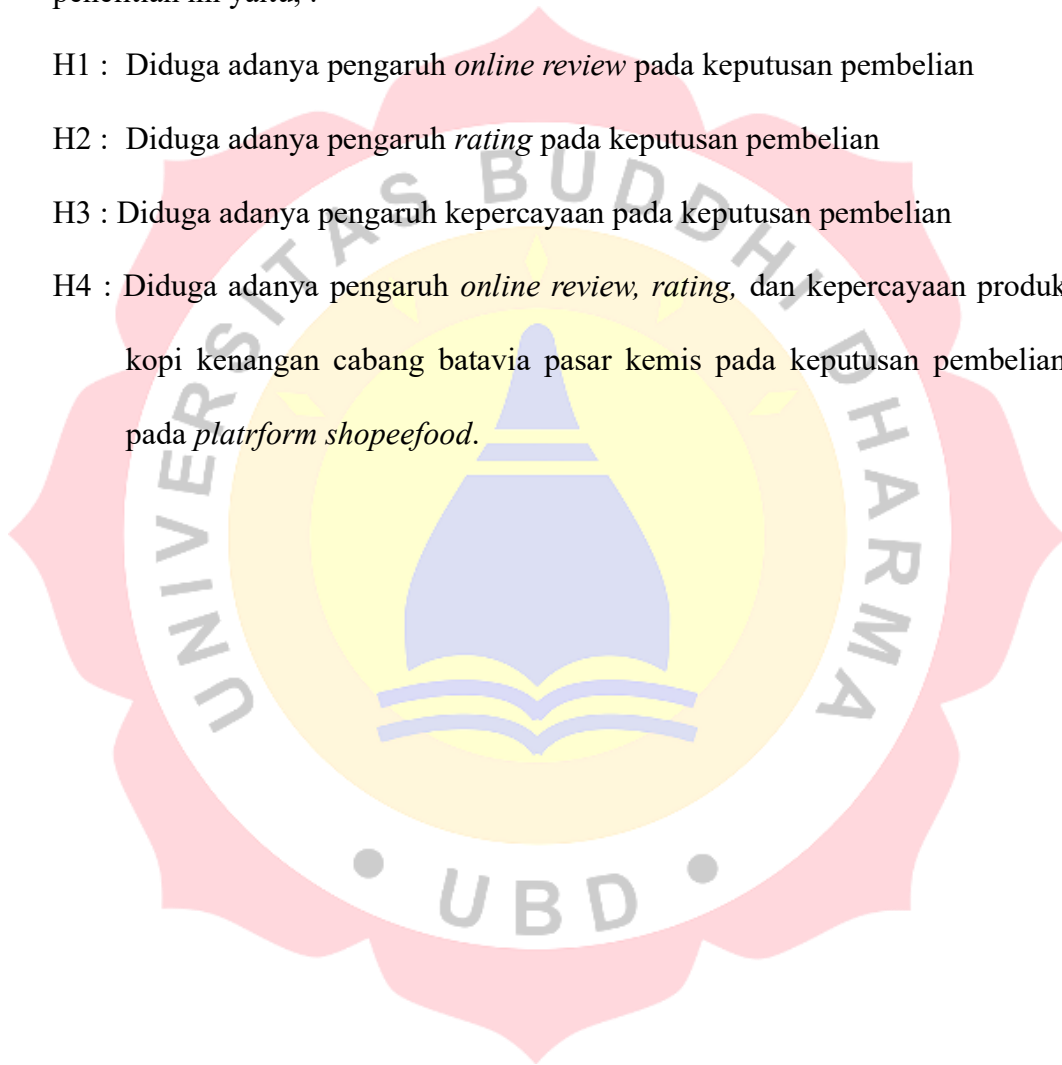 penelitian ini yaitu, :
H1 : Diduga adanya pengaruh online review pada keputusan pembelian
H2 : Diduga adanya pengaruh rating pada keputusan pembelian
H3 : Diduga adanya pengaruh kepercayaan pada keputusan pembelian
H4 : Diduga adanya pengaruh online review, rating, dan kepercayaan produk
kopi kenangan cabang batavia pasar kemis pada keputusan pembelian
pada platrform shopeefood.
UNIVERSITAS BUDDHI DHARMA
• UBD •